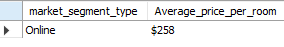 market_segment_type Average_price_per_room
Online $258